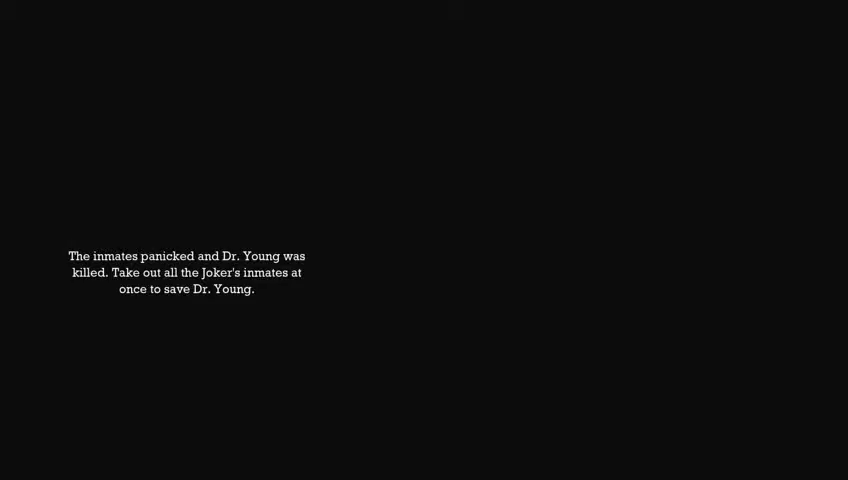 The inmates panicked and Dr. Young was
killed. Take out all the Joker's inmates at
once to save Dr. Young.